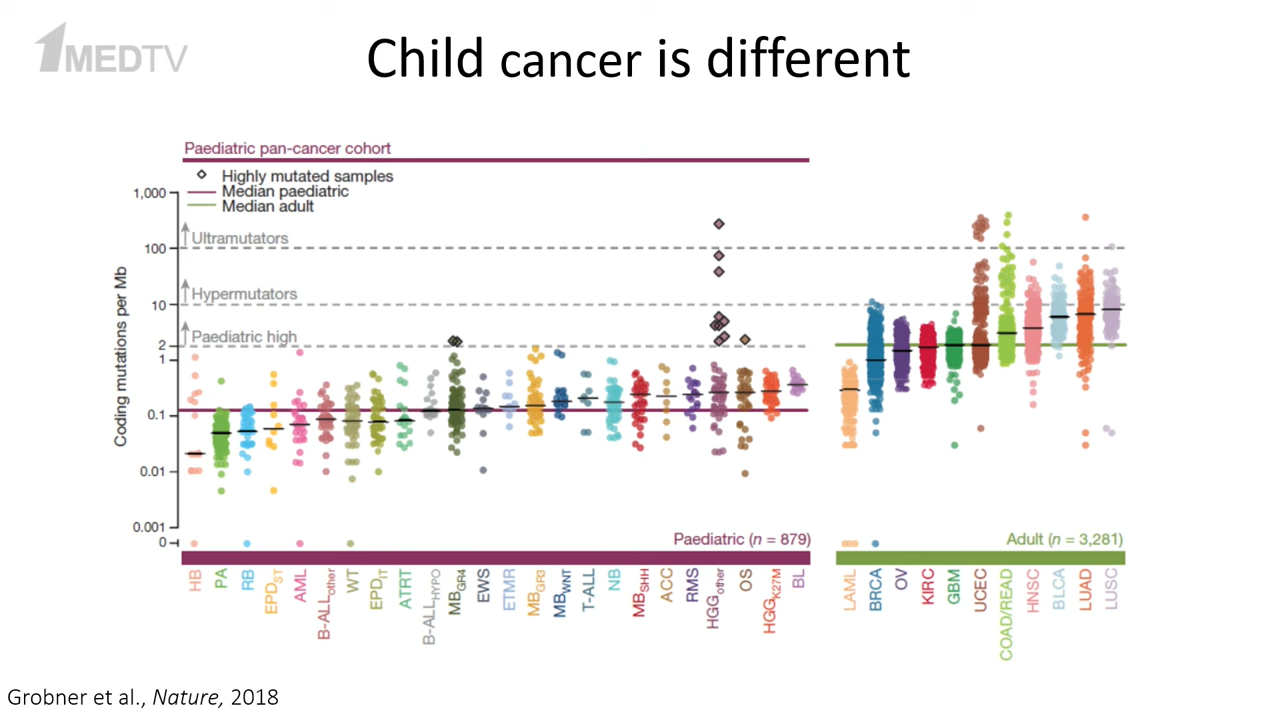 1MEDTV
Child cancer is different
Paediatric pan-cancer cohort
Highly mutated samples
Median paediatric
Median adult
1,000
Ultramutators
100
Hypermutators
10
Paediatric high
2
1
0.1
0.01
0.001
0
Coding mutations per Mb
Paediatric (n = 879)
Adult (n = 3,281)
HB
PA
RB
EPDST
AML
B-ALLother
WT
EPDIT
ATRT
B-ALLHYPO
MBGR4
EWS
ETMR
MBGR3
MBWNT
T-ALL
NB
MBSHH
ACC
RMS
HGGother
OS
HGGK27M
BL
LAML
BRCA
OV
KIRC
GBM
UCEC
COAD/READ
HNSC
BLCA
LUAD
LUSC
Grobner et al., Nature, 2018